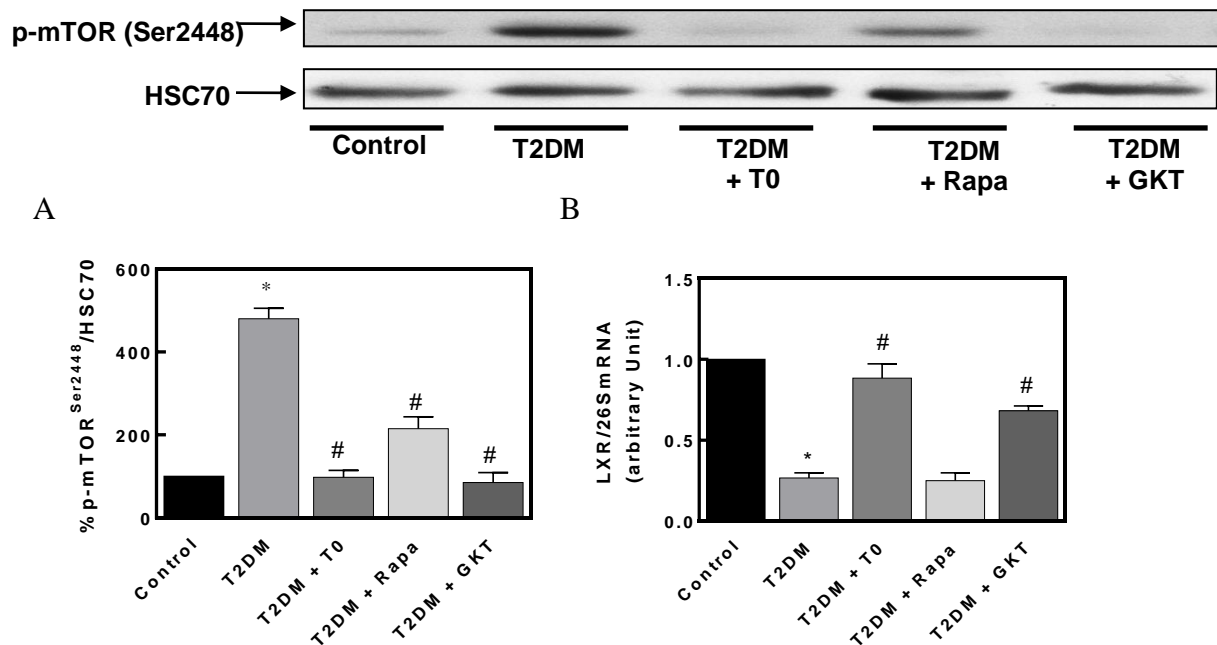 p-mTOR (Ser2448)
HSC70
Control
T2DM
T2DM
+ T0
T2DM
+ Rapa
T2DM
+ GKT
A
B
% p-mTOR Ser2448/HSC70
600
400
200
0
*
#
#
#
Control
T2DM
T2DM + T0
T2DM + Rapa
T2DM + GKT
LXR/26SmRNA
(arbitrary Unit)
1.5
1.0
0.5
0.0
*
#
#
Control
T2DM
T2DM + T0
T2DM + Rapa
T2DM + GKT